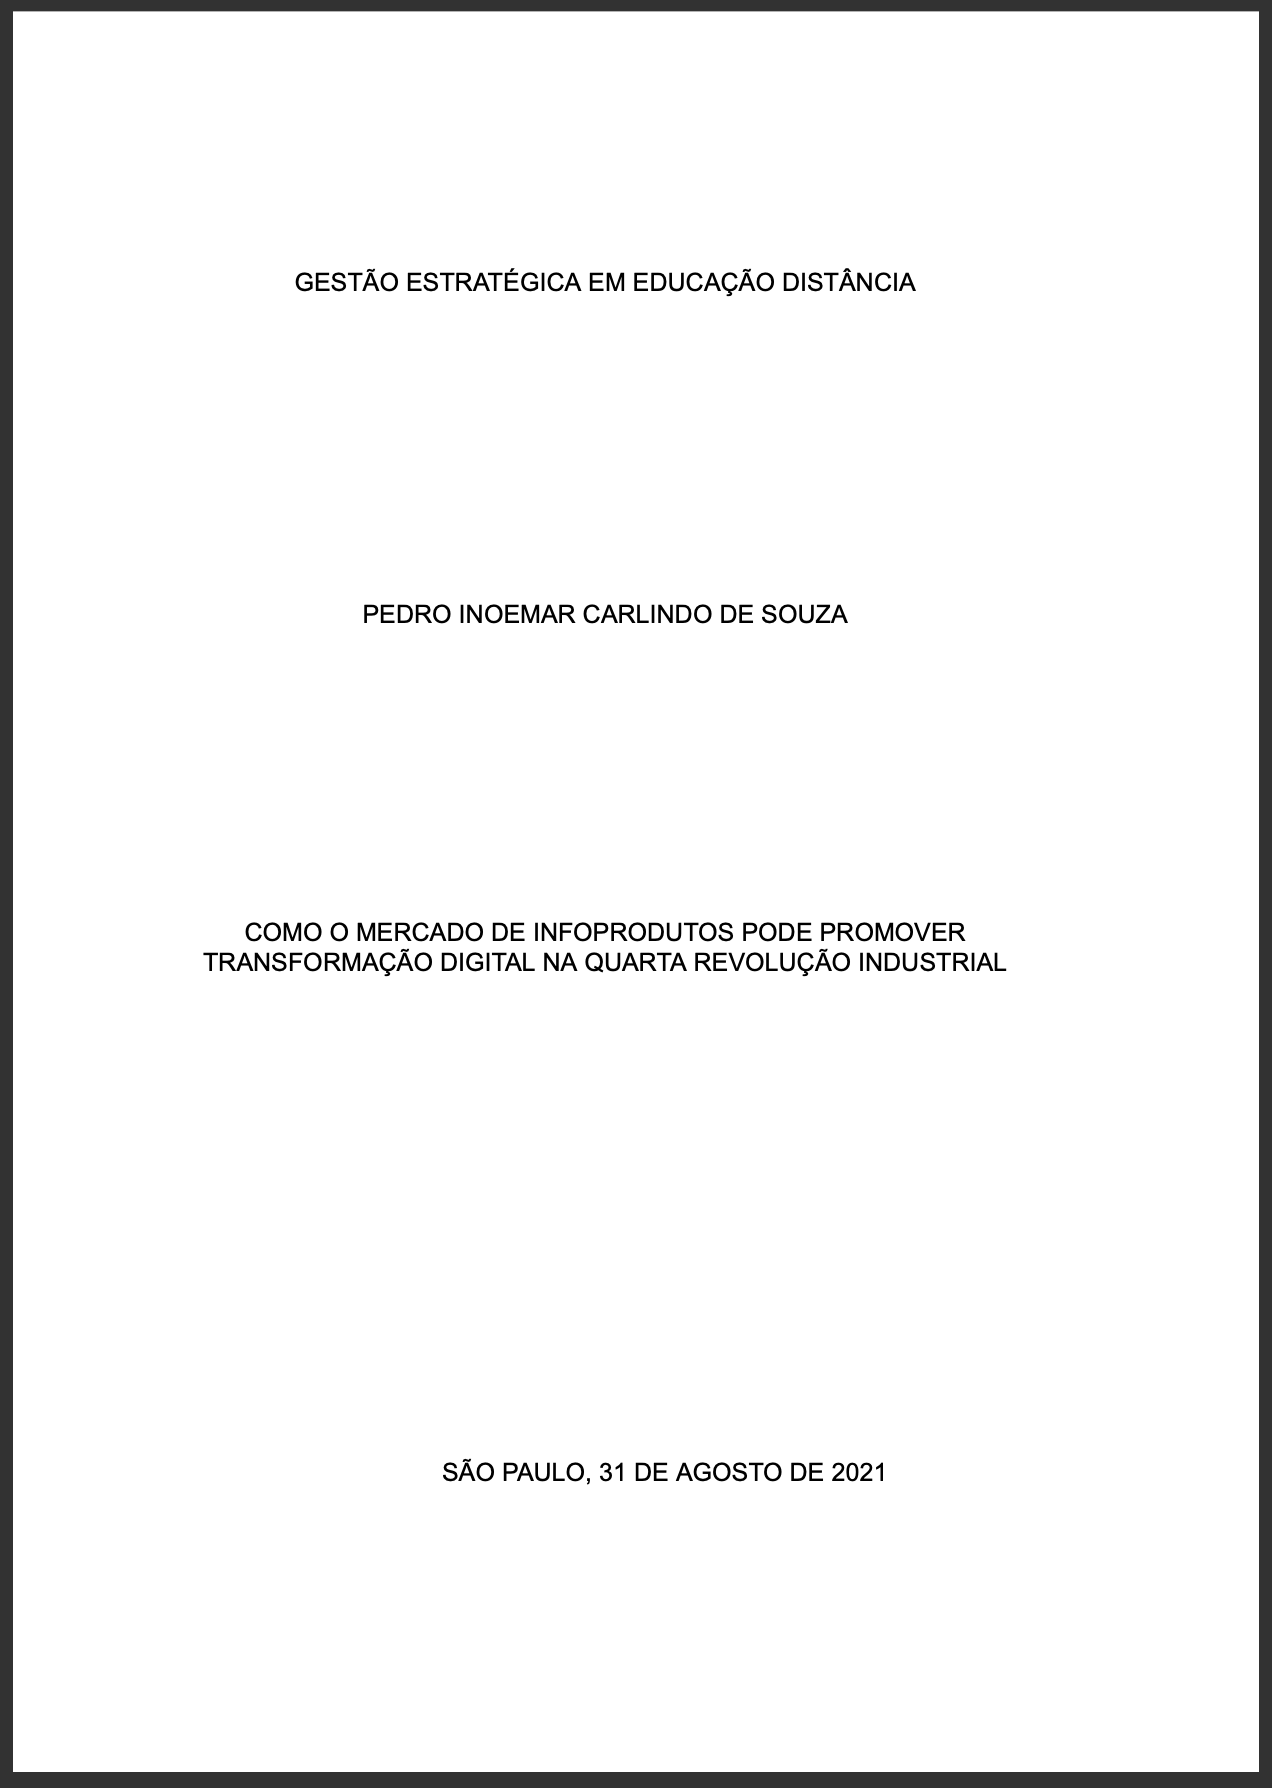 GESTÃO ESTRATÉGICA EM EDUCAÇÃO DISTÂNCIA
PEDRO INOEMAR CARLINDO DE SOUZA
COMO O MERCADO DE INFOPRODUTOS PODE PROMOVER
TRANSFORMAÇÃO DIGITAL NA QUARTA REVOLUÇÃO INDUSTRIAL
SÃO PAULO, 31 DE AGOSTO DE 2021